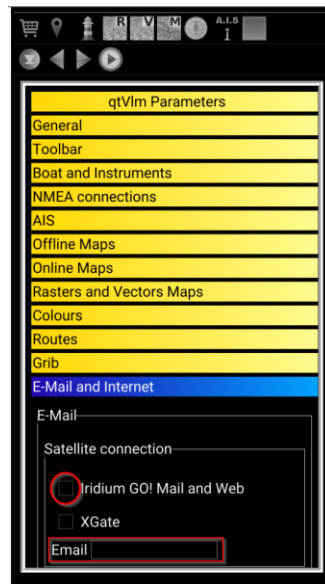 R
V
M
A.I.S
qtVlm Parameters
General
Toolbar
Boat and Instruments
NMEA connections
AIS
Offline Maps
Online Maps
Rasters and Vectors Maps
Colours
Routes
Grib
E-Mail and Internet
E-Mail
Satellite connection
Iridium GO! Mail and Web
XGate
Email